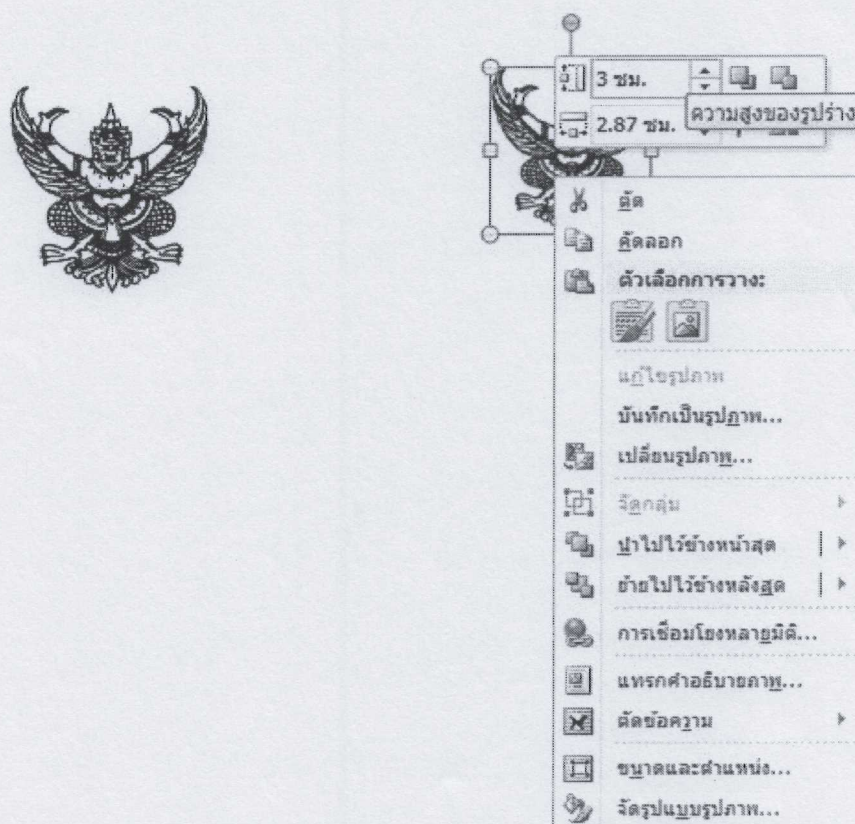 3 ซม.
ความสูงของรูปร่าง
2.87 ซม.
ตัด
คัดลอก
ตัวเลือกการวาง:
แก้ไขรูปภาพ
บันทึกเป็นรูปภาพ...
เปลี่ยนรูปภาพ...
จัดกลุ่ม
นำไปไว้ข้างหน้าสุด
ย้ายไปไว้ข้างหลังสุด
การเชื่อมโยงหลายมิติ...
แทรกคำอธิบายภาพ...
ตัดข้อความ
ขนาดและตำแหน่ง...
จัดรูปแบบรูปภาพ...